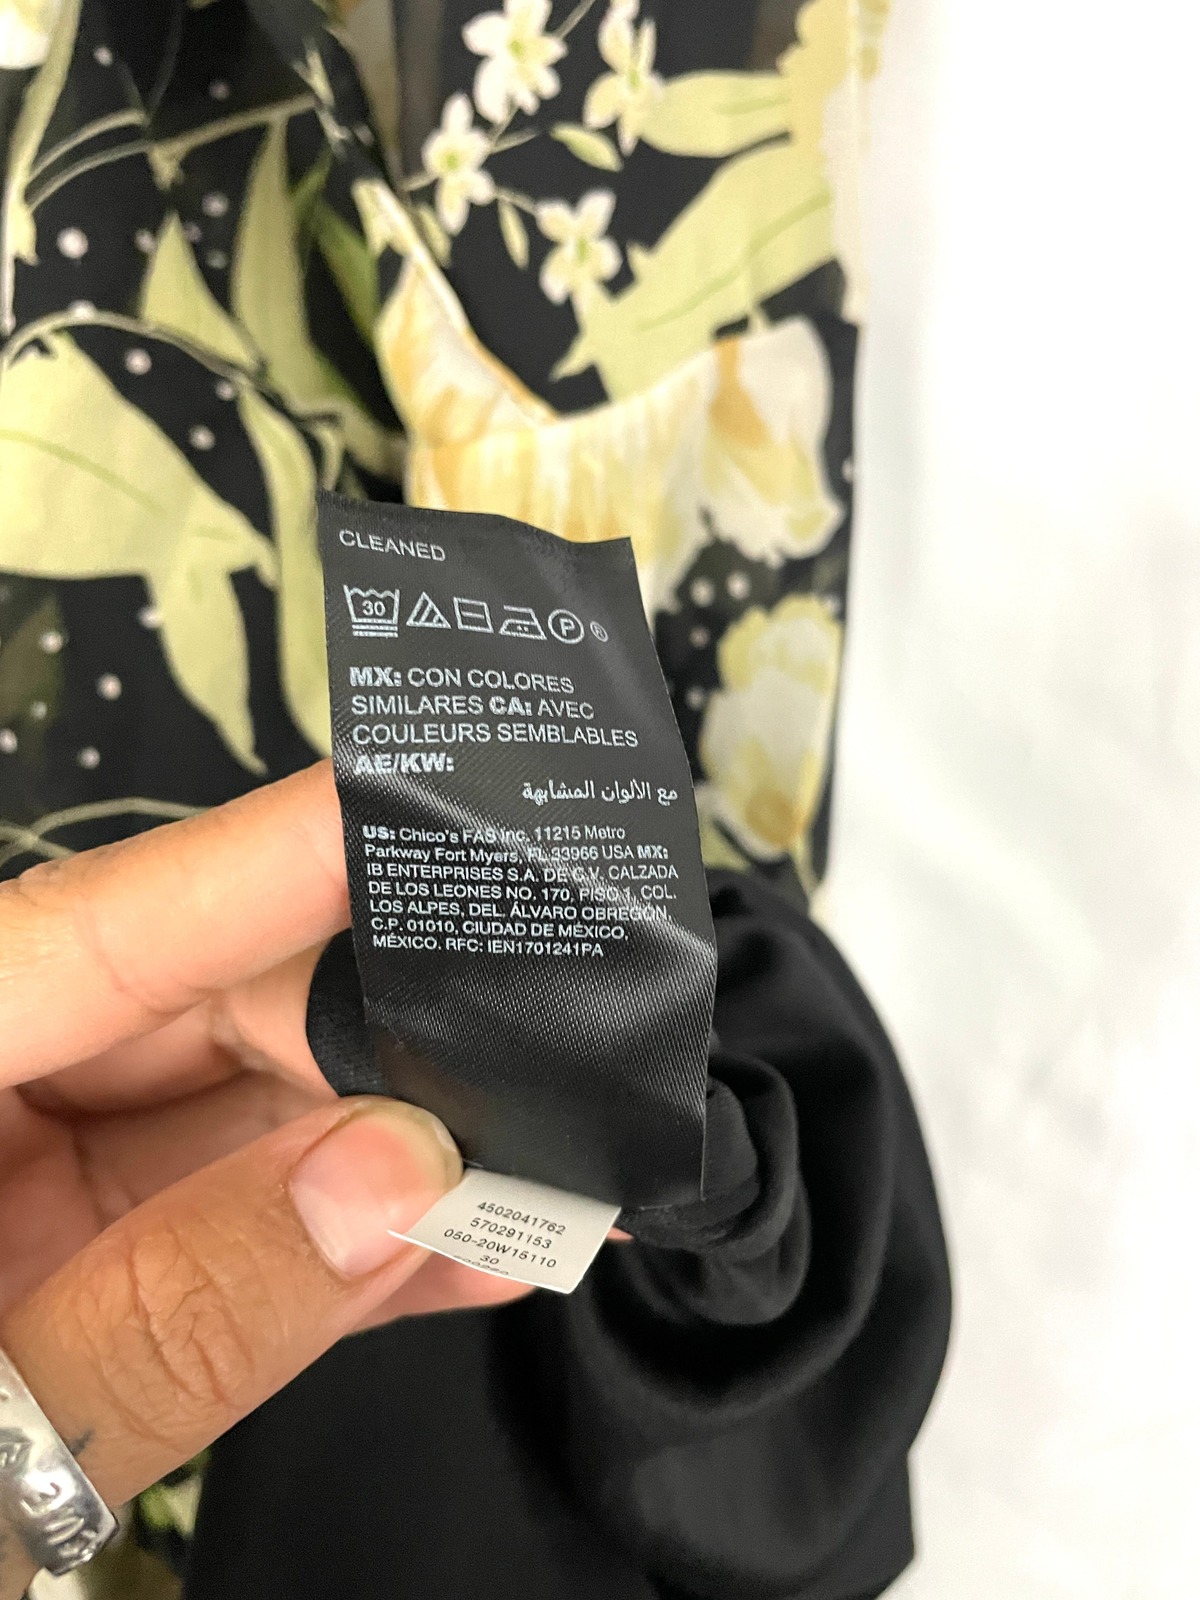 CLEANED
30 P ®
MX: CON COLORES
SIMILARES CA: AVEC
COULEURS SEMBLABLES
AE/KW:
مع الألوان المشابهة
US: Chico's FAS Inc. 11215 Metro
Parkway Fort Myers, FL 33966 USA MX:
IB ENTERPRISES S.A. DE C.V. CALZADA
DE LOS LEONES NO. 170, PISO 1, COL.
LOS ALPES, DEL. ÁLVARO OBREGÓN,
C.P. 01010, CIUDAD DE MÉXICO,
MÉXICO. RFC: IEN1701241PA
4502041762
570291153
050-20W15110
30